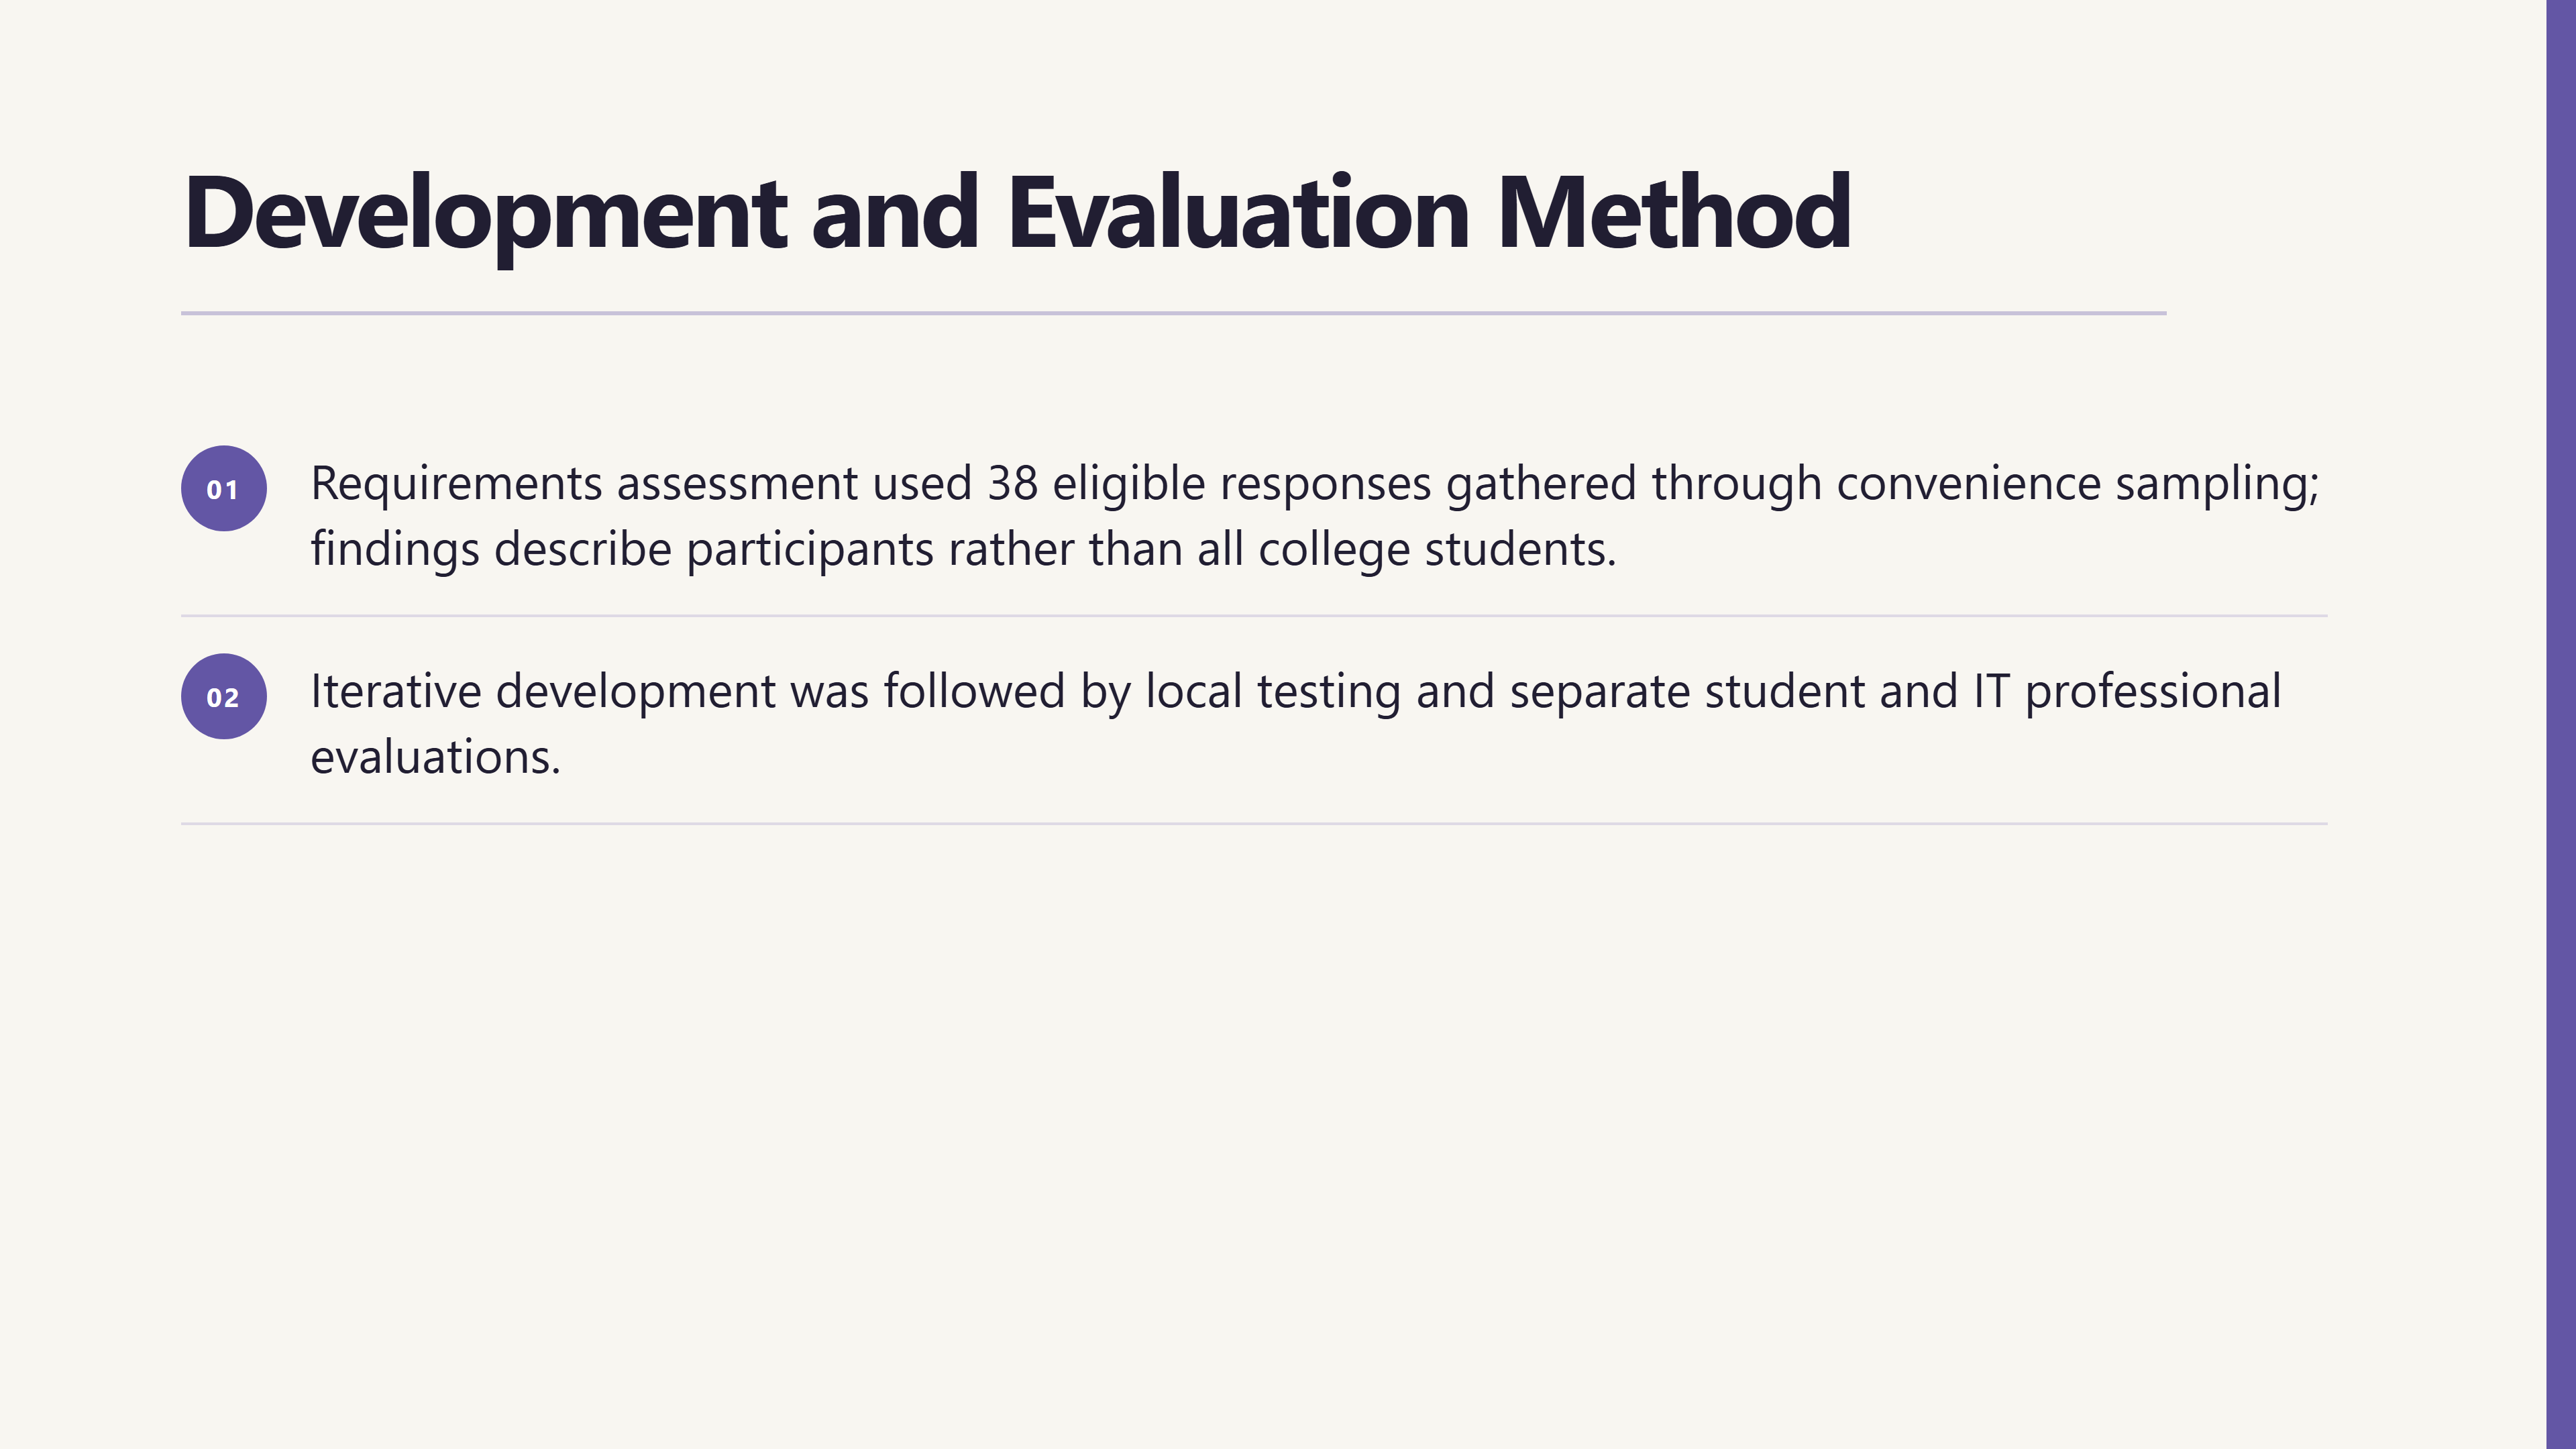 Development and Evaluation Method
01
Requirements assessment used 38 eligible responses gathered through convenience sampling;
findings describe participants rather than all college students.
02
Iterative development was followed by local testing and separate student and IT professional
evaluations.